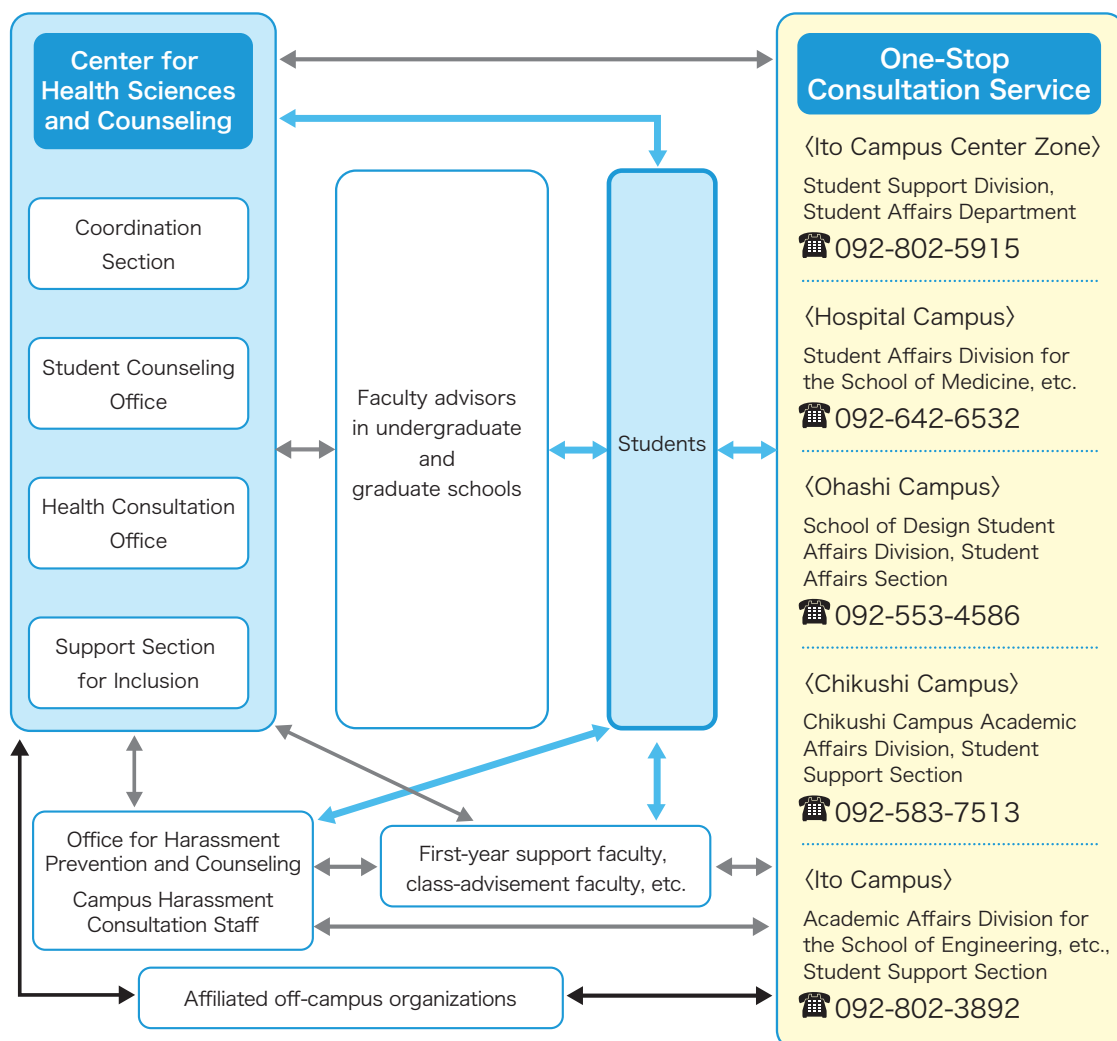 Center for
Health Sciences
and Counseling
Coordination
Section
Student Counseling
Office
Health Consultation
Office
Support Section
for Inclusion
Faculty advisors
in undergraduate
and
graduate schools
Students
Office for Harassment
Prevention and Counseling
Campus Harassment
Consultation Staff
First-year support faculty,
class-advisement faculty, etc.
Affiliated off-campus organizations
One-Stop
Consultation Service
〈Ito Campus Center Zone〉
Student Support Division,
Student Affairs Department
☎092-802-5915
〈Hospital Campus〉
Student Affairs Division for
the School of Medicine, etc.
☎092-642-6532
〈Ohashi Campus〉
School of Design Student
Affairs Division, Student
Affairs Section
☎092-553-4586
〈Chikushi Campus〉
Chikushi Campus Academic
Affairs Division, Student
Support Section
☎092-583-7513
〈Ito Campus〉
Academic Affairs Division for
the School of Engineering, etc.,
Student Support Section
☎092-802-3892